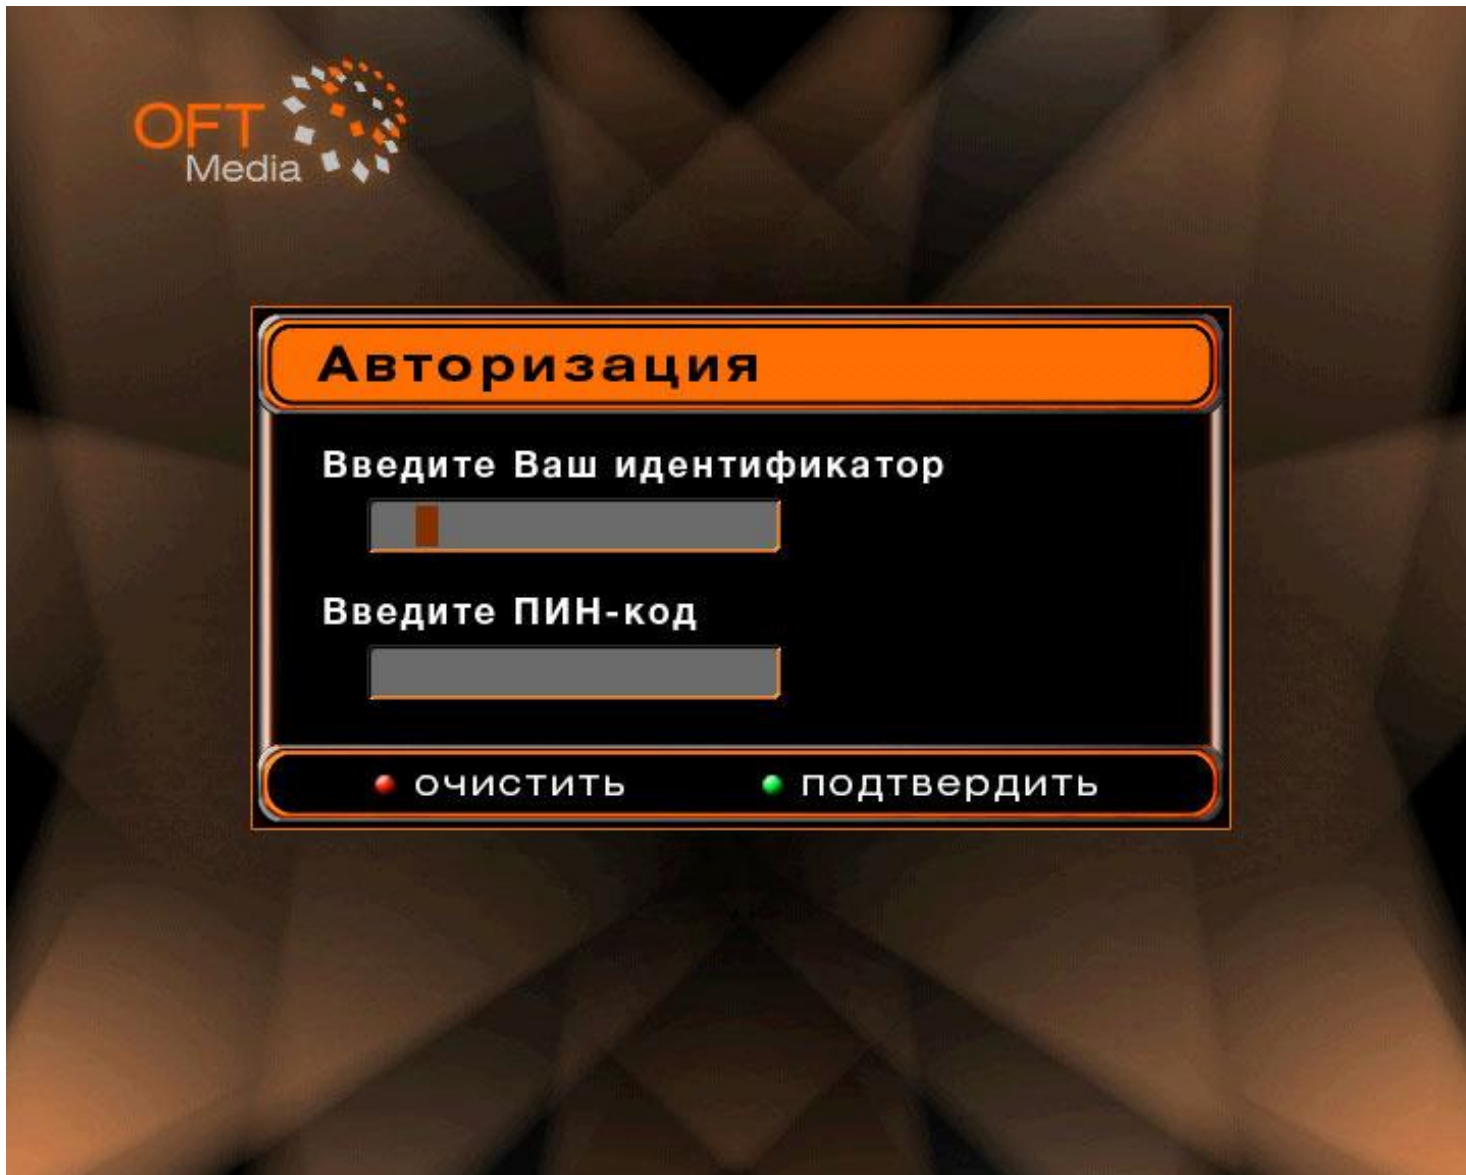 OFT
Media
Авторизация
Введите Ваш идентификатор
Введите ПИН-код
очистить
подтвердить